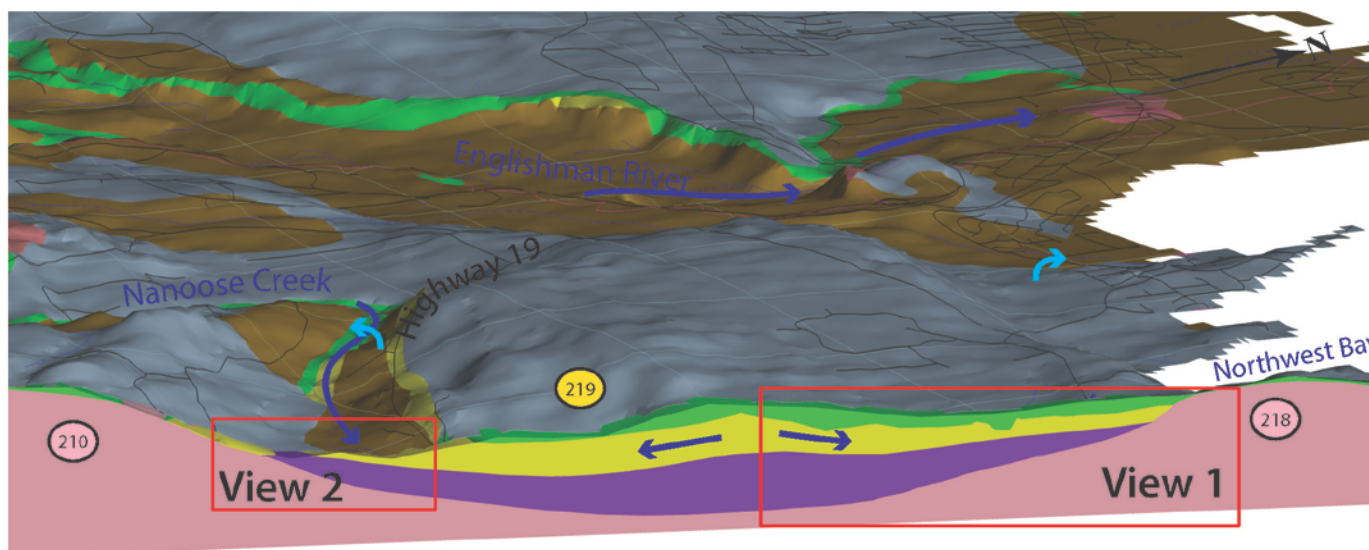 N
Englishman River
Highway 19
Nanoose Creek
Northwest Bay
219
210
218
View 2
View 1